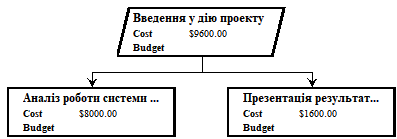 Введення у дію проекту
Cost $9600.00
Budget
Аналіз роботи системи ...
Cost $8000.00
Budget
Презентація результат...
Cost $1600.00
Budget